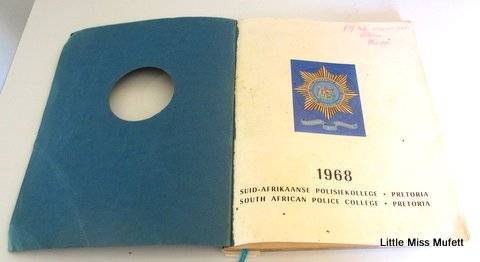 1968
SUID-AFRIKAANSE POLISIEKOLLEGE • PRETORIA
SOUTH AFRICAN POLICE COLLEGE • PRETORIA
Little Miss Mufett